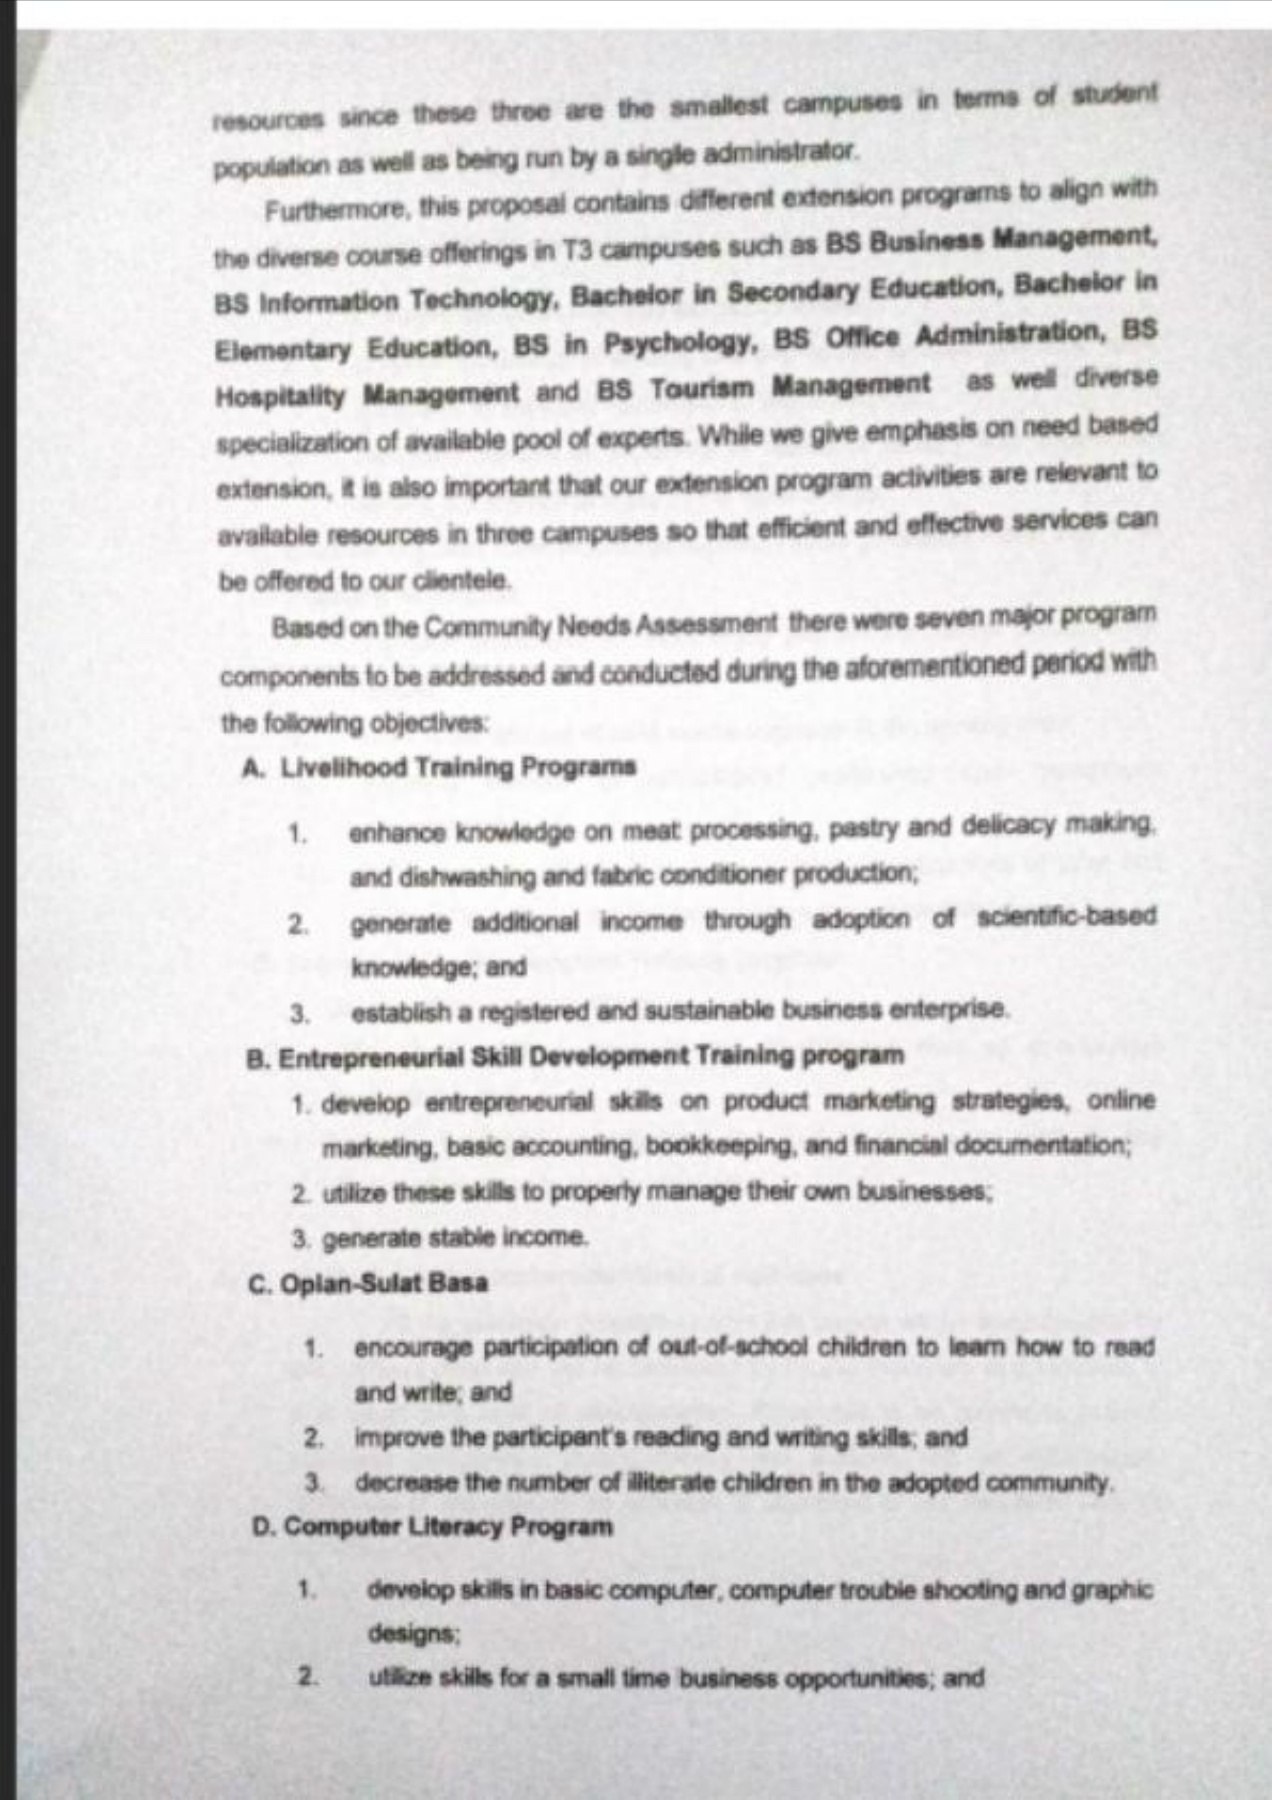 resources since these three are the smallest campuses in terms of student
population as well as being run by a single administrator.
Furthermore, this proposal contains different extension programs to align with
the diverse course offerings in T3 campuses such as BS Business Management,
BS Information Technology, Bachelor in Secondary Education, Bachelor in
Elementary Education, BS in Psychology, BS Office Administration, BS
Hospitality Management and BS Tourism Management as well diverse
specialization of available pool of experts. While we give emphasis on need based
extension, it is also important that our extension program activities are relevant to
available resources in three campuses so that efficient and effective services can
be offered to our clientele.
Based on the Community Needs Assessment there were seven major program
components to be addressed and conducted during the aforementioned period with
the following objectives:
A. Livelihood Training Programs
1. enhance knowledge on meat processing, pastry and delicacy making,
and dishwashing and fabric conditioner production;
2. generate additional income through adoption of scientific-based
knowledge; and
3. establish a registered and sustainable business enterprise.
B. Entrepreneurial Skill Development Training program
1. develop entrepreneurial skills on product marketing strategies, online
marketing, basic accounting, bookkeeping, and financial documentation;
2. utilize these skills to properly manage their own businesses;
3. generate stable income.
C. Oplan-Sulat Basa
1. encourage participation of out-of-school children to learn how to read
and write; and
2. improve the participant's reading and writing skills; and
3. decrease the number of illiterate children in the adopted community.
D. Computer Literacy Program
1. develop skills in basic computer, computer trouble shooting and graphic
designs;
2. utilize skills for a small time business opportunities; and